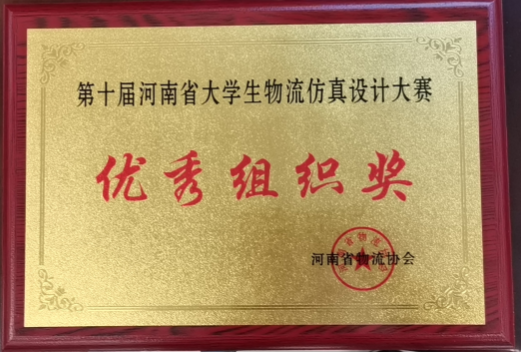 第十届河南省大学生物流仿真设计大赛
优秀组织奖
河南省物流协会